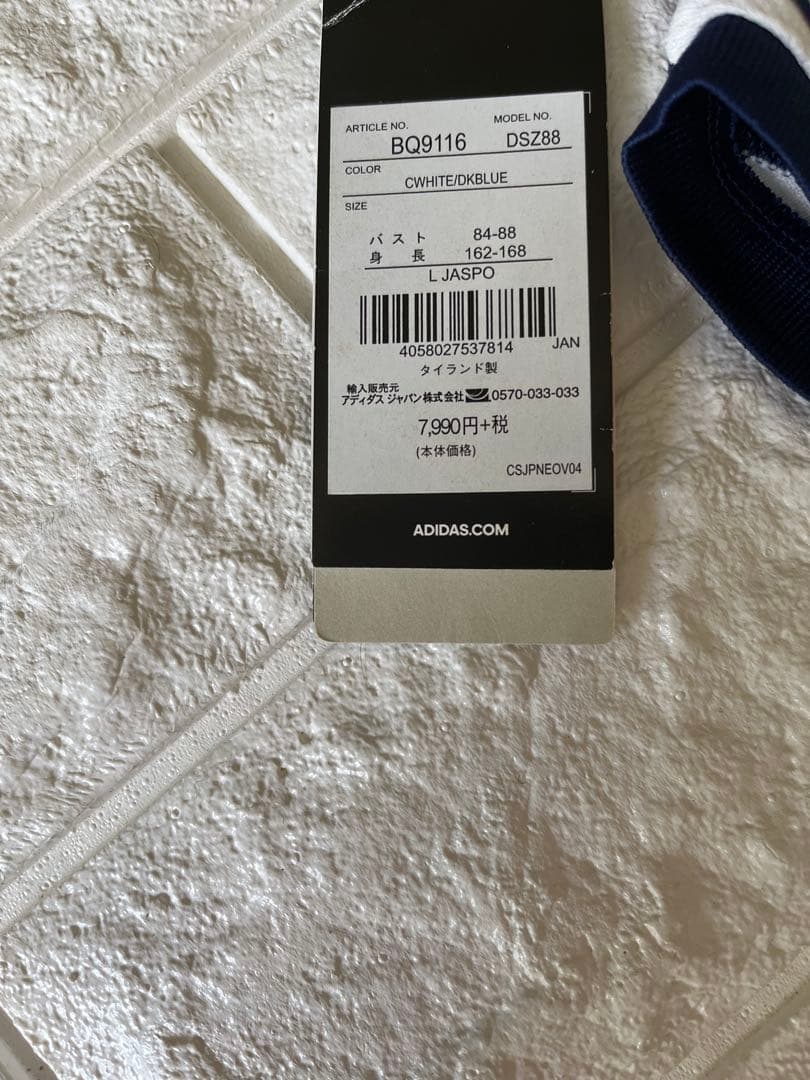 ARTICLE NO. MODEL NO.
BQ9116 DSZ88
COLOR
CWHITE/DKBLUE
SIZE
バスト 84-88
身長 162-168
L JASPO
4058027537814 JAN
タイランド製
輸入販売元
アディダス ジャパン株式会社 0570-033-033
7,990円+税
(本体価格)
CSJPNEOV04
ADIDAS.COM